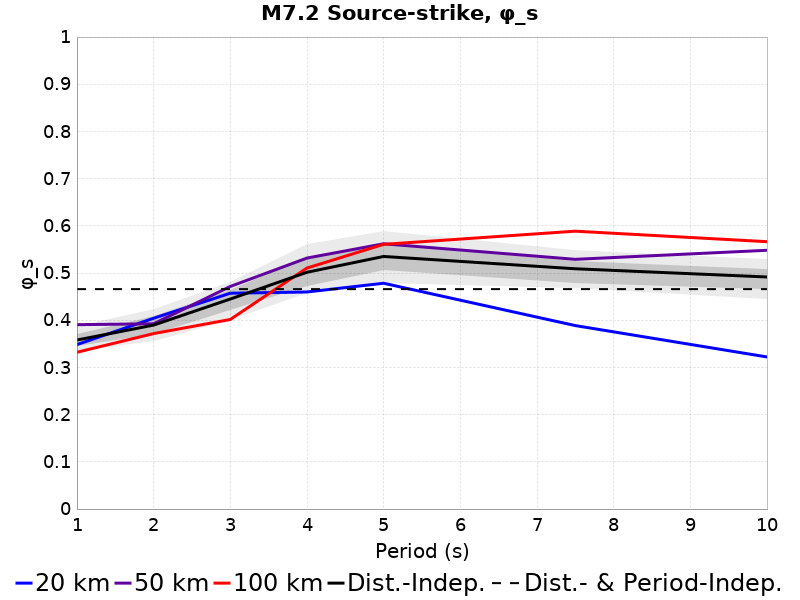 M7.2 Source-strike, φ_s
1
0.9
0.8
0.7
0.6
0.5
0.4
0.3
0.2
0.1
0
φ_s
1 2 3 4 5 6 7 8 9 10
Period (s)
20 km 50 km 100 km Dist.-Indep. Dist.- & Period-Indep.